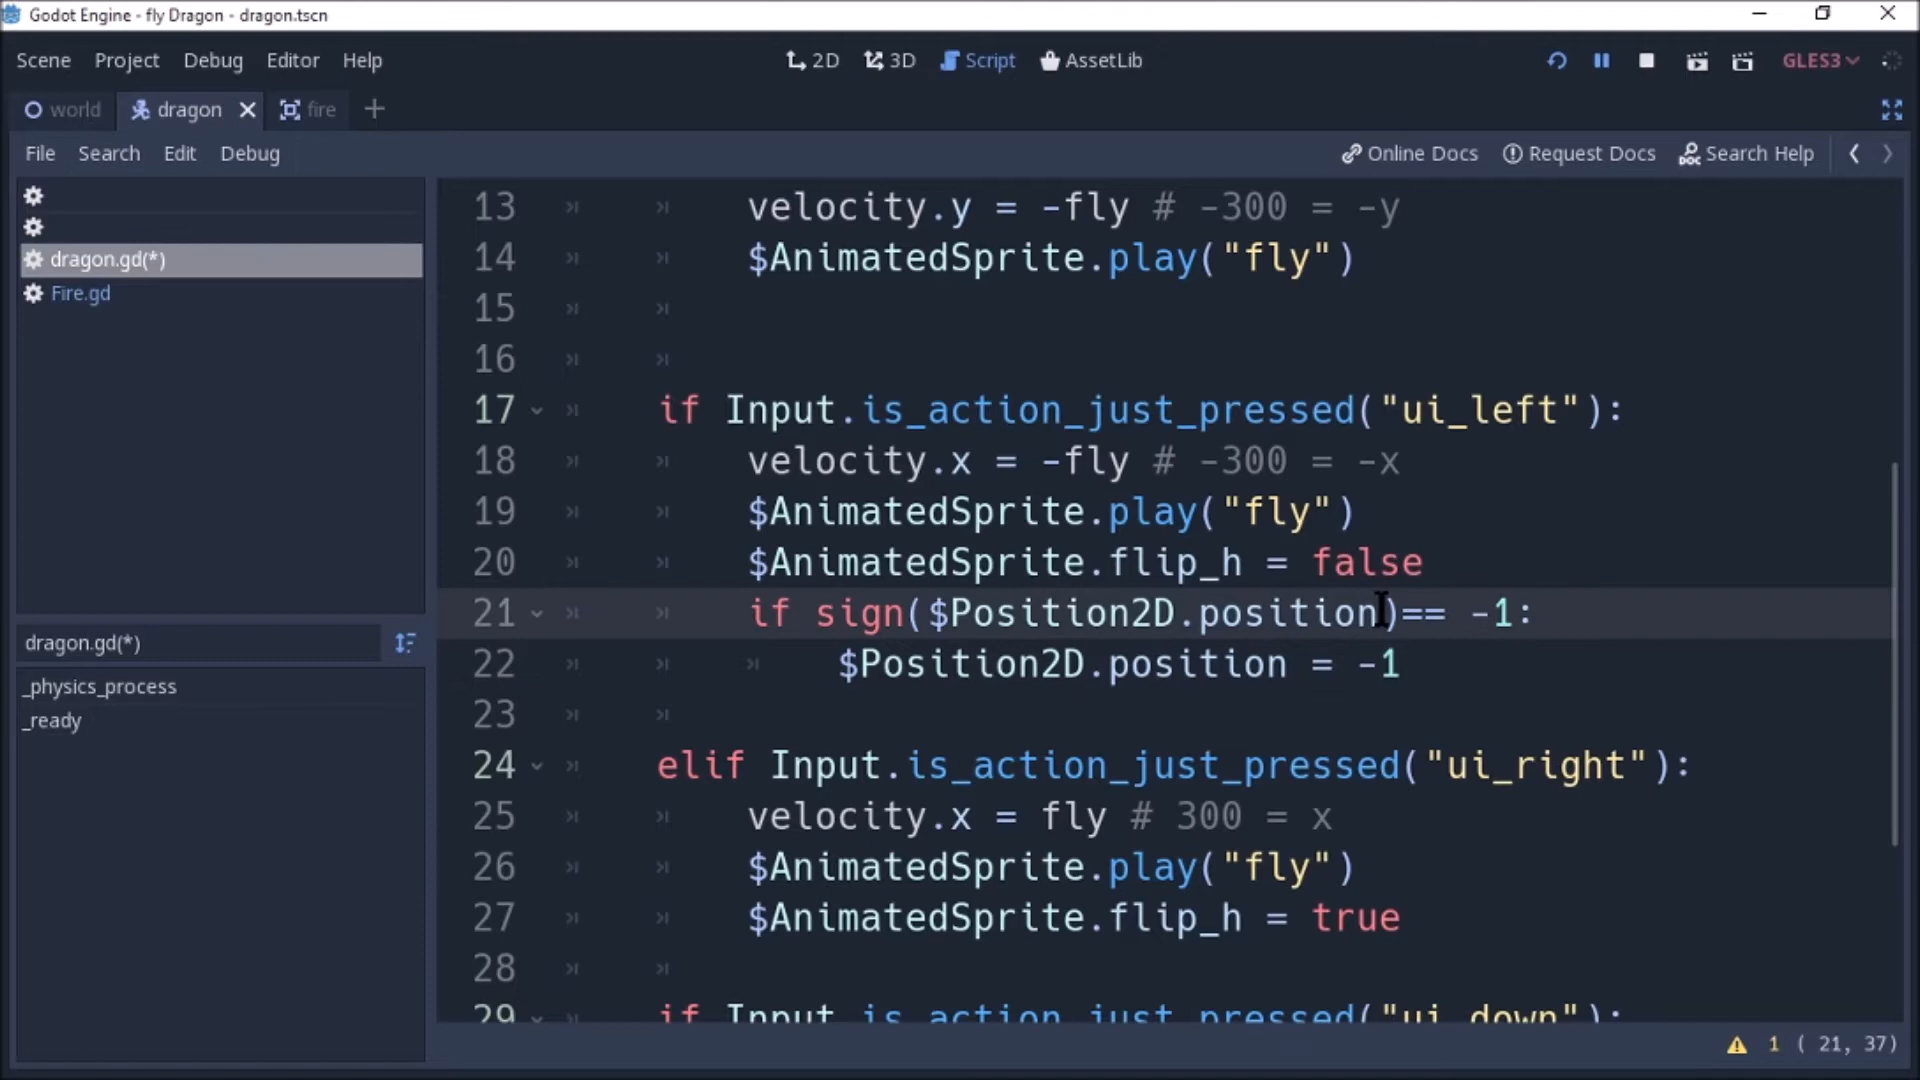 Godot Engine - fly Dragon - dragon.tscn
Scene Project Debug Editor Help
2D 3D Script AssetLib
GLES3
world dragon fire
File Search Edit Debug
Online Docs Request Docs Search Help
dragon.gd(*)
Fire.gd
dragon.gd(*)
_physics_process
_ready
13 velocity.y = -fly # -300 = -y
14 $AnimatedSprite.play("fly")
15
16
17 if Input.is_action_just_pressed("ui_left"):
18 velocity.x = -fly # -300 = -x
19 $AnimatedSprite.play("fly")
20 $AnimatedSprite.flip_h = false
21 if sign($Position2D.position)== -1:
22 $Position2D.position = -1
23
24 elif Input.is_action_just_pressed("ui_right"):
25 velocity.x = fly # 300 = x
26 $AnimatedSprite.play("fly")
27 $AnimatedSprite.flip_h = true
28
29 if Input.is_action_just_pressed("ui_down"):
1 ( 21, 37)